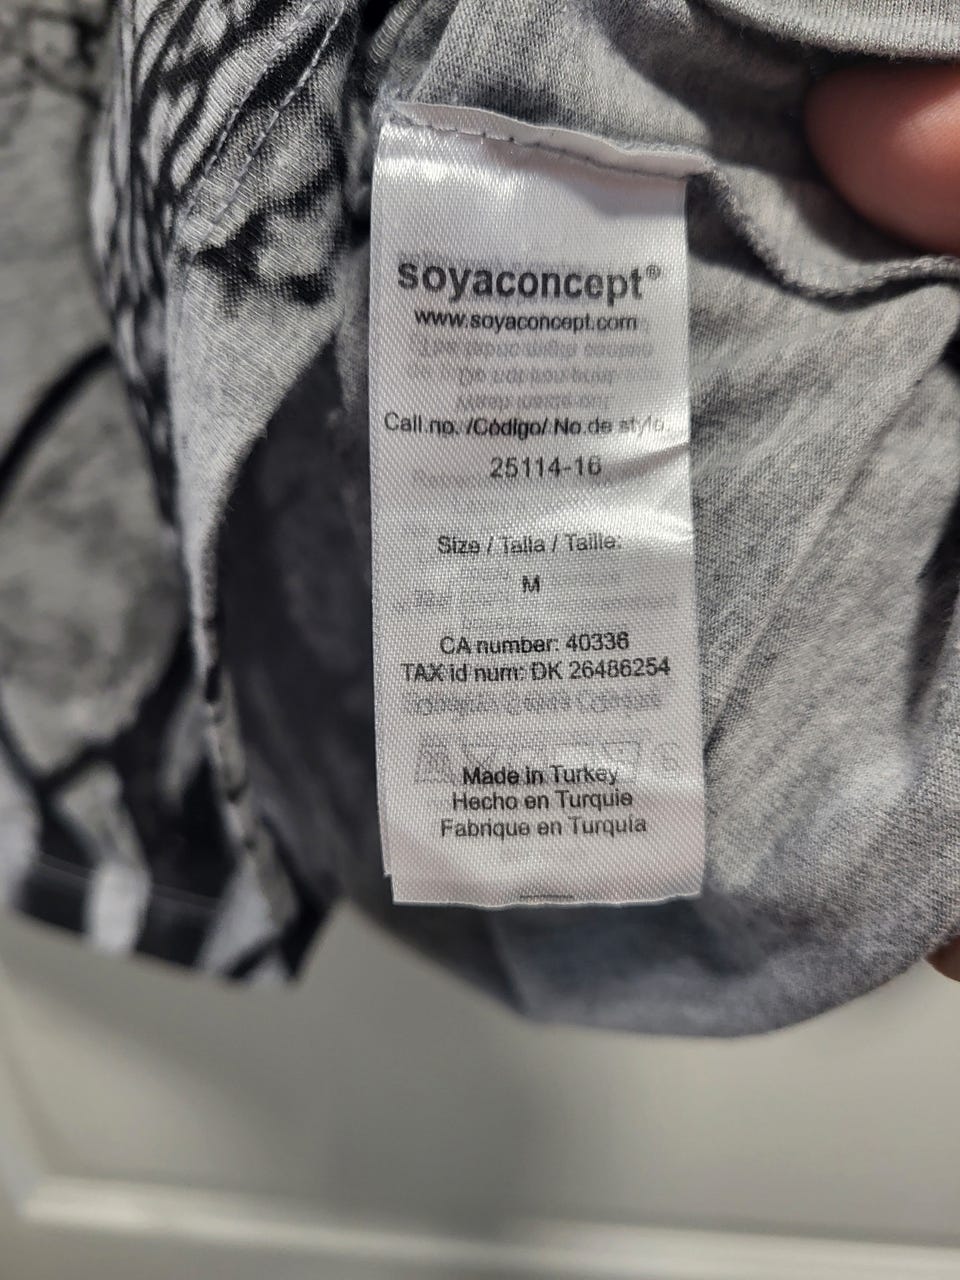 soyaconcept®
www.soyaconcept.com
Call.no. /Código/ No.de style.
25114-16
Size / Talla / Taille:
M
CA number: 40336
TAX id num: DK 26486254
Made in Turkey
Hecho en Turquie
Fabrique en Turquia